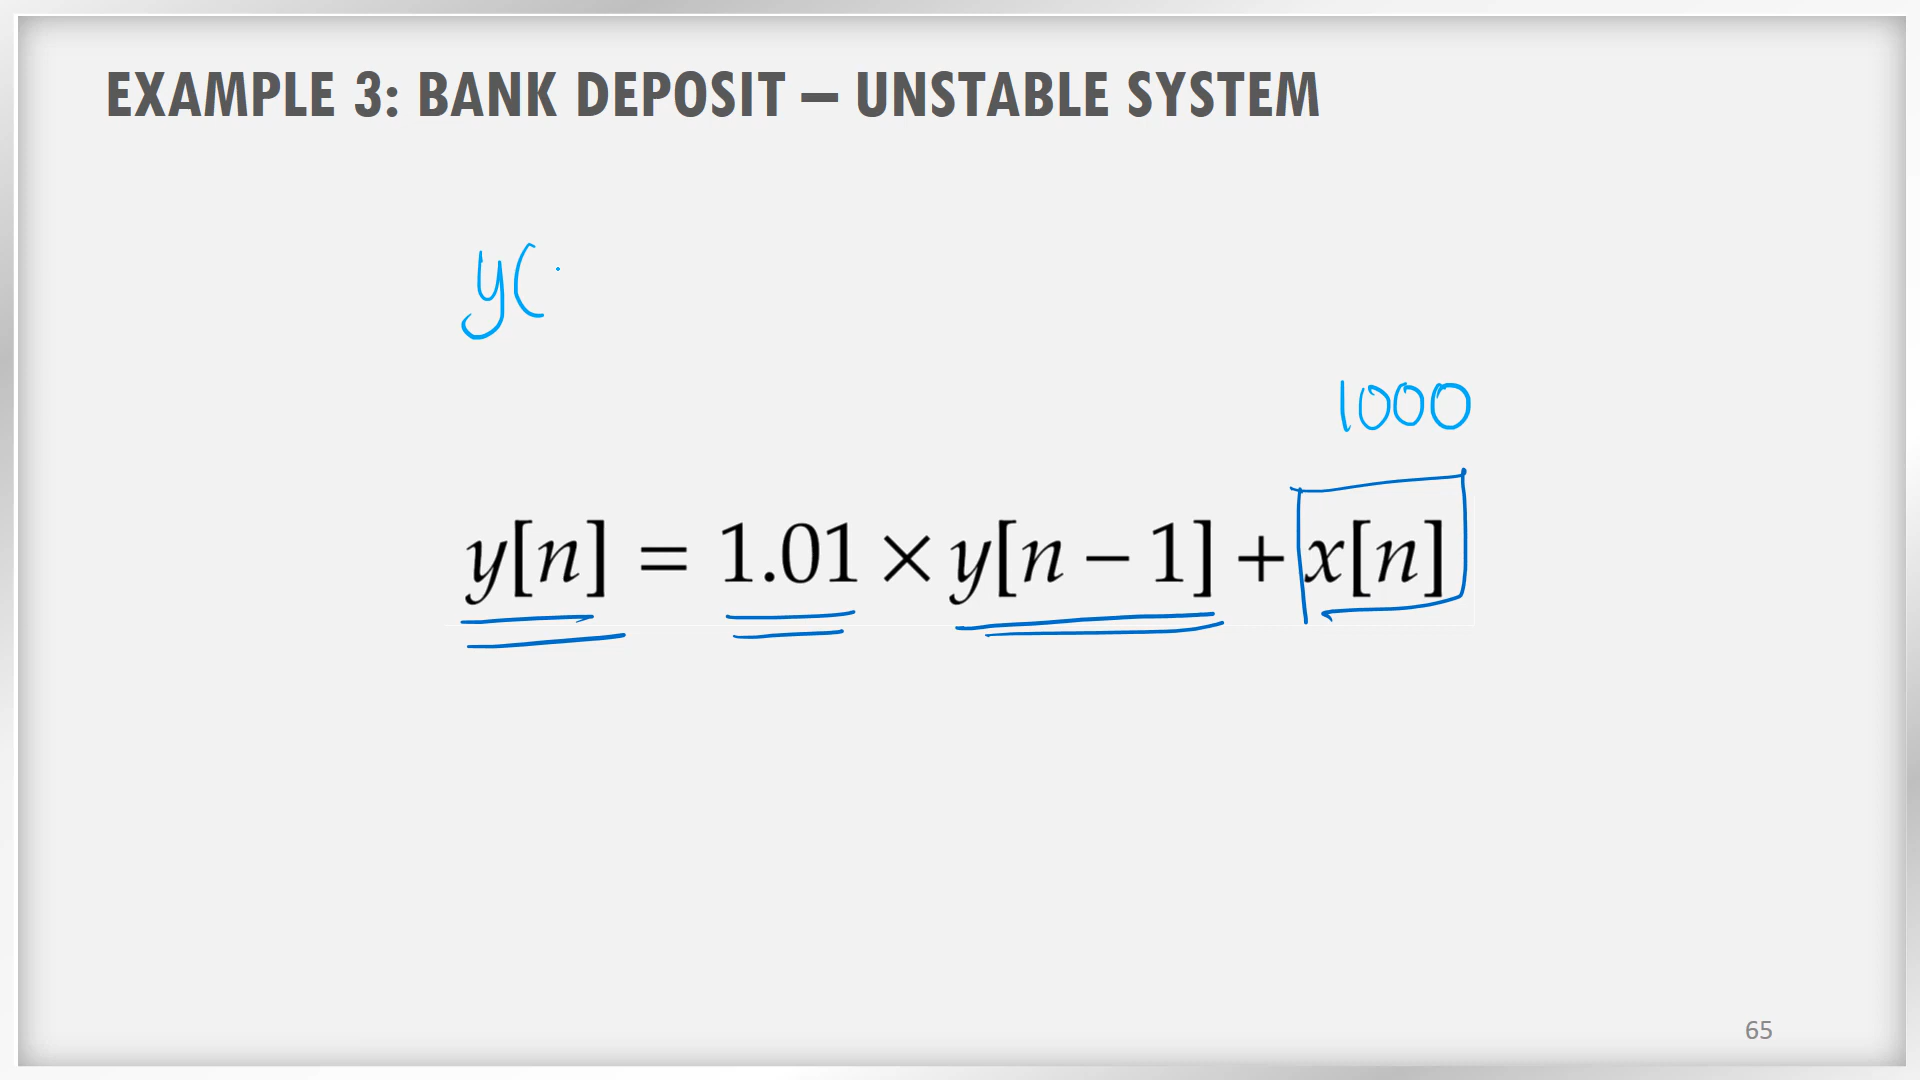 EXAMPLE 3: BANK DEPOSIT – UNSTABLE SYSTEM
y(
1000
y[n] = 1.01 × y[n − 1] + x[n]
65